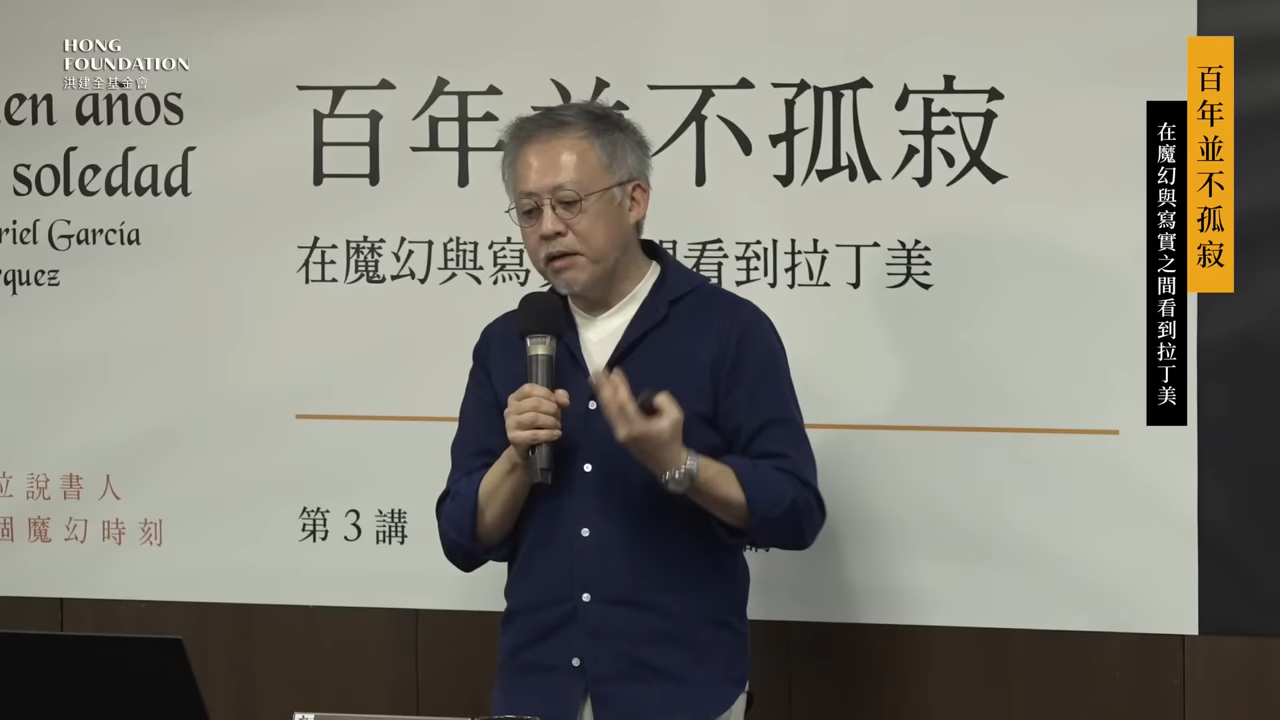 HONG
FOUNDATION
洪建全基金會
en anos
soledad
riel García
rquez
說書人
個魔幻時刻
百年並不孤寂
在魔幻與寫 間看到拉丁美
第3講
百年並不孤寂
在魔幻與寫實之間看到拉丁美